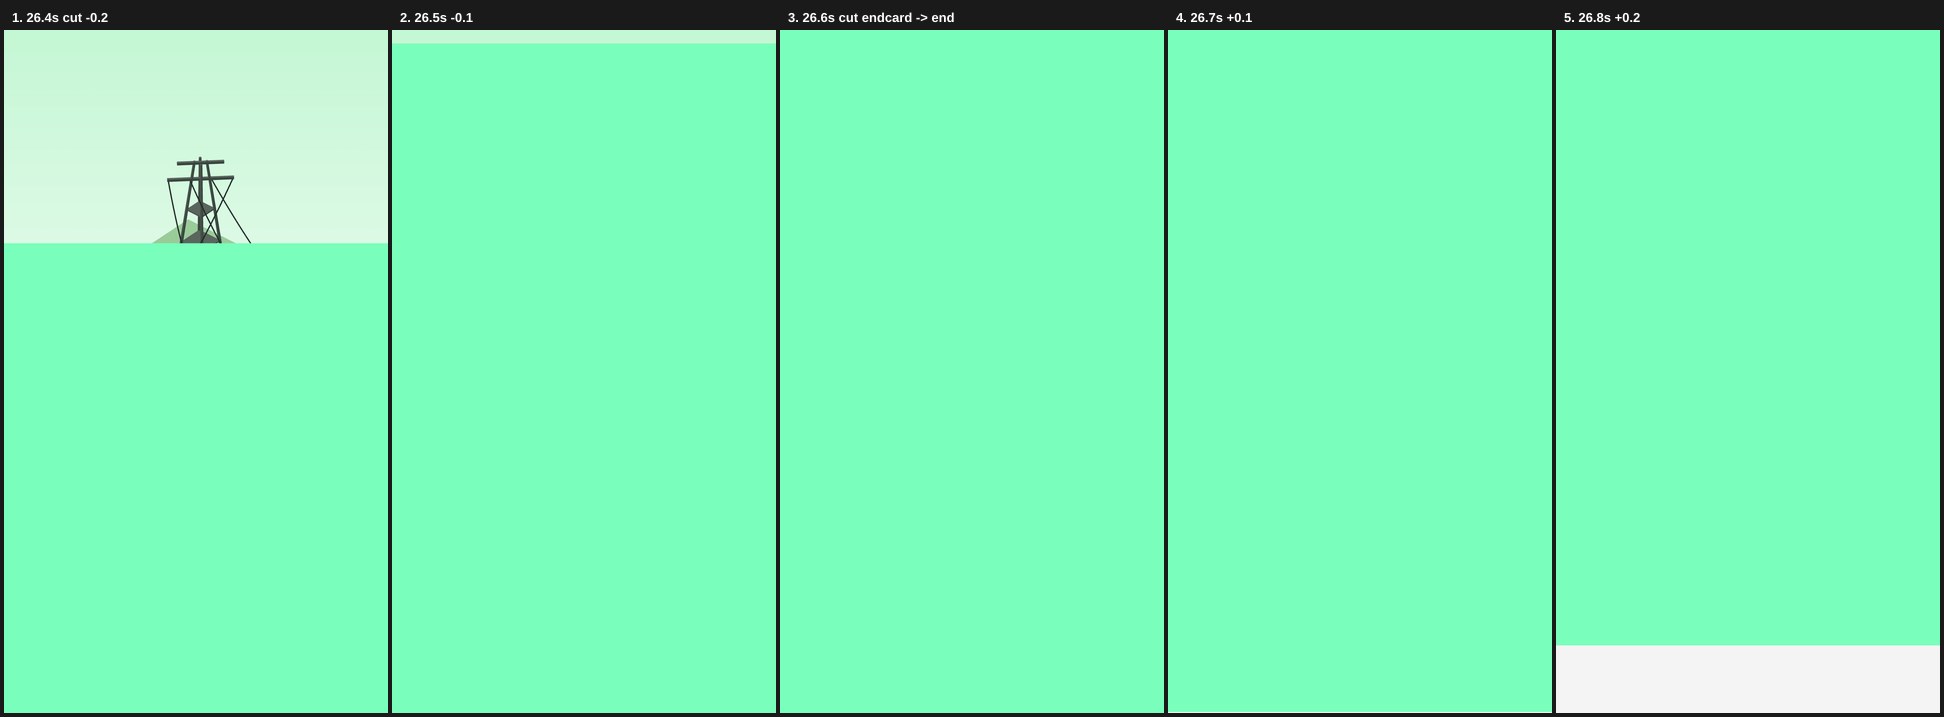 1. 26.4s cut -0.2
2. 26.5s -0.1
3. 26.6s cut endcard -> end
4. 26.7s +0.1
5. 26.8s +0.2